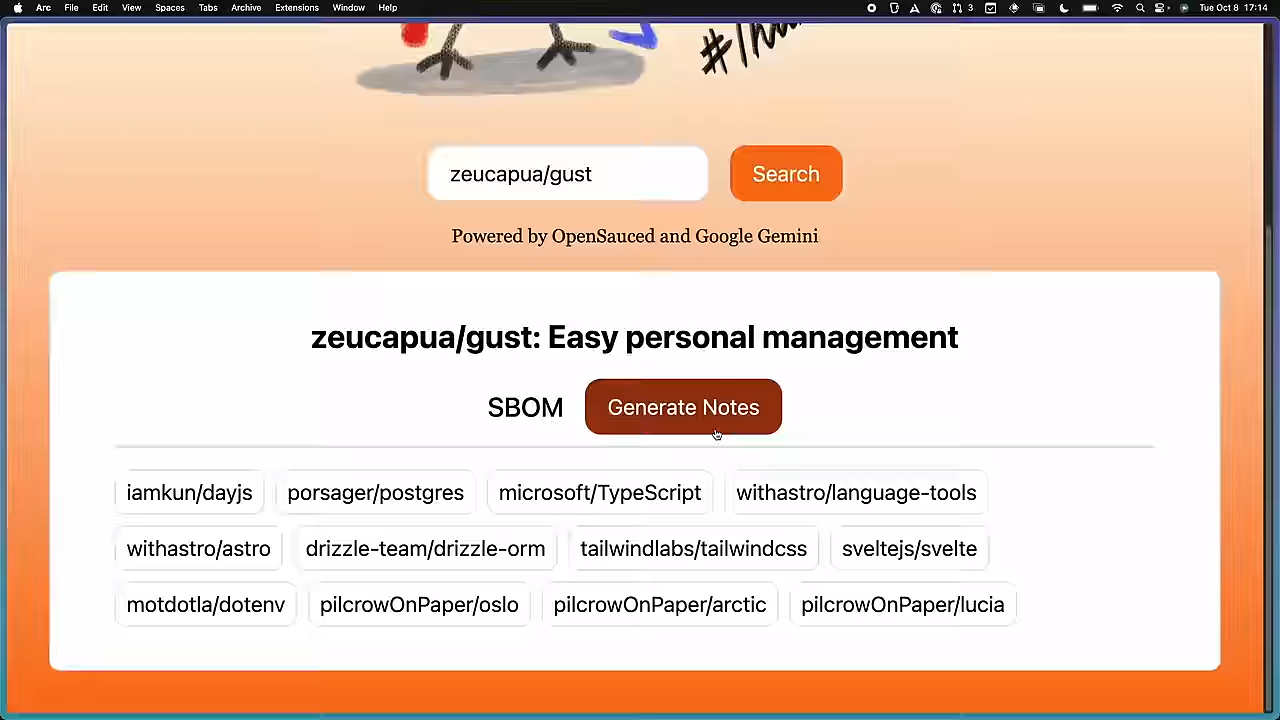 Arc File Edit View Spaces Tabs Archive Extensions Window Help 3 Tue Oct 8 17:14
zeucapua/gust Search
Powered by OpenSauced and Google Gemini
zeucapua/gust: Easy personal management
SBOM Generate Notes
iamkun/dayjs porsager/postgres microsoft/TypeScript withastro/language-tools
withastro/astro drizzle-team/drizzle-orm tailwindlabs/tailwindcss sveltejs/svelte
motdotla/dotenv pilcrowOnPaper/oslo pilcrowOnPaper/arctic pilcrowOnPaper/lucia